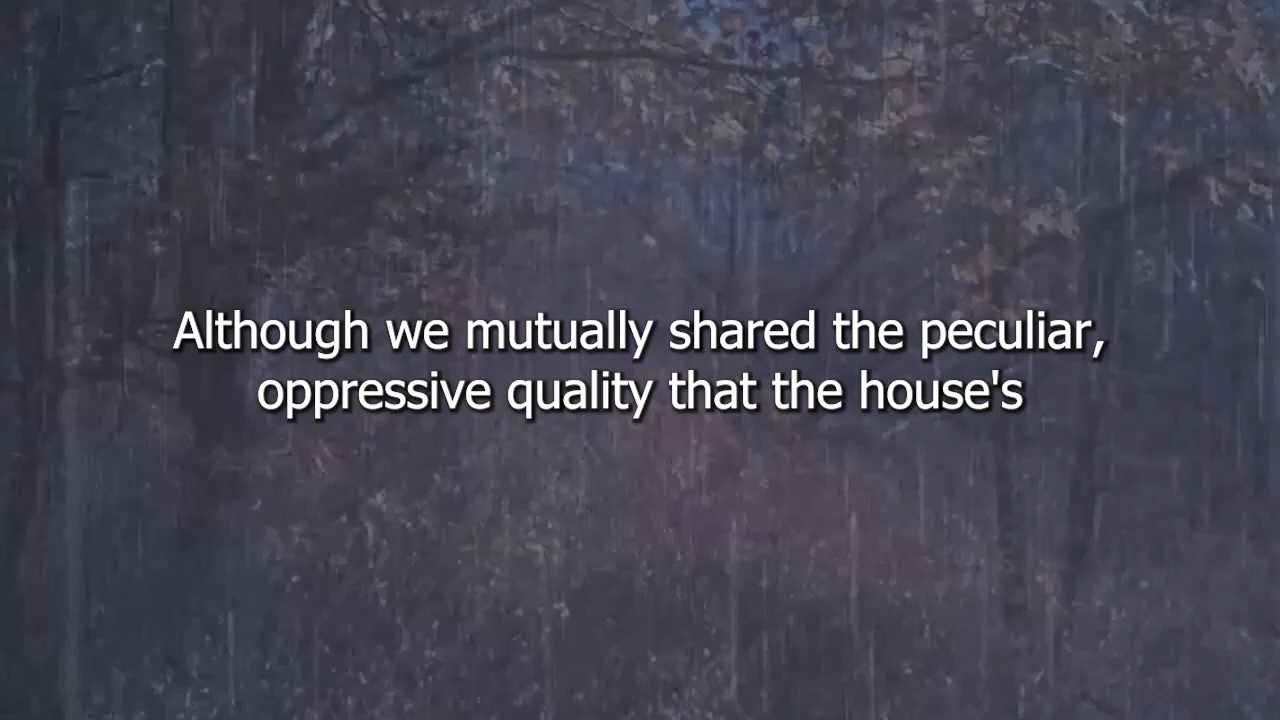 Although we mutually shared the peculiar,
oppressive quality that the house's